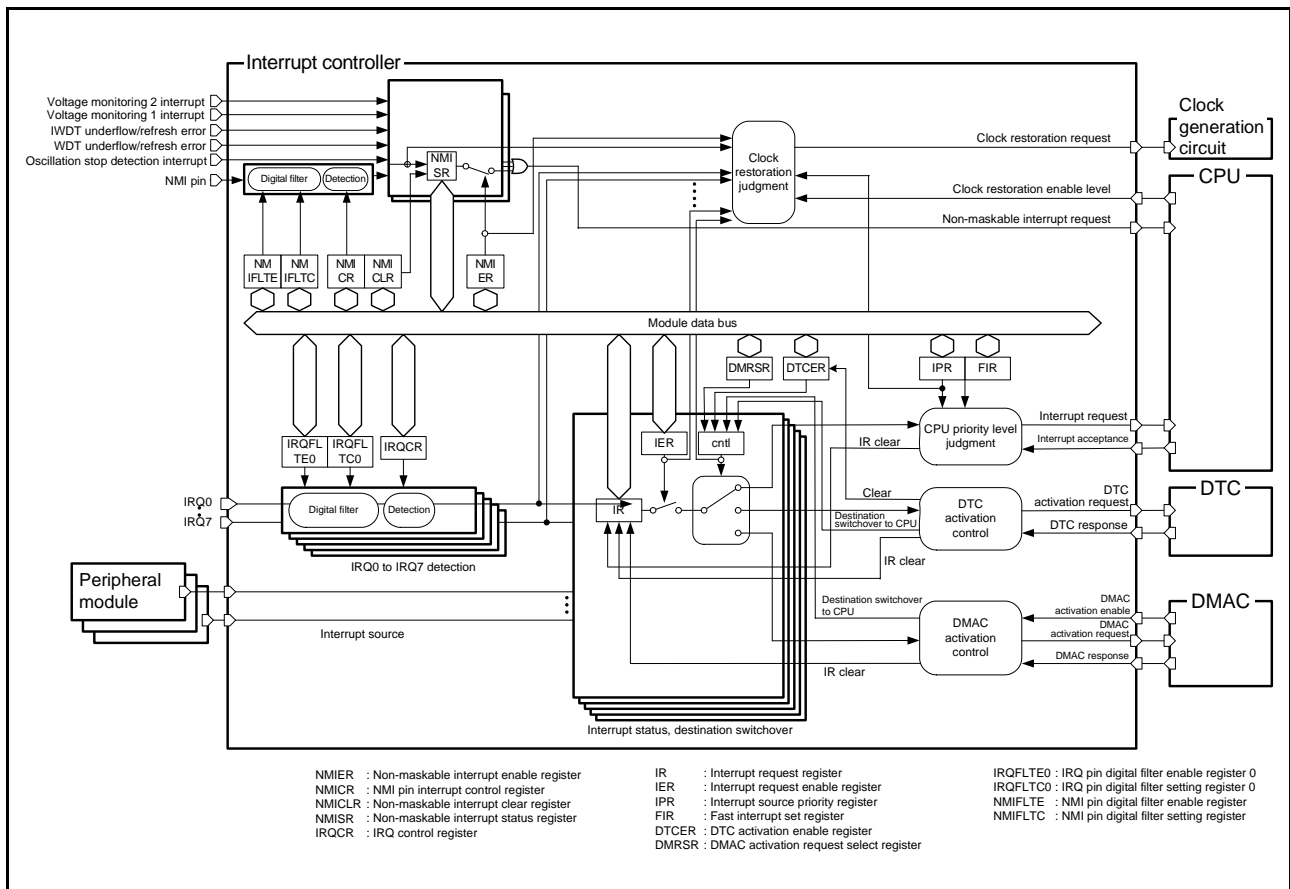 Interrupt controller
Voltage monitoring 2 interrupt
Voltage monitoring 1 interrupt
IWDT underflow/refresh error
WDT underflow/refresh error
Oscillation stop detection interrupt
NMI pin
Digital filter
Detection
NMI
SR
Clock
restoration
judgment
Clock restoration request
Clock
generation
circuit
Clock restoration enable level
Non-maskable interrupt request
CPU
NM
IFLTE
NM
IFLTC
NMI
CR
NMI
CLR
NMI
ER
Module data bus
DMRSR
DTCER
IPR
FIR
IRQFL
TE0
IRQFL
TC0
IRQCR
IER
cntl
CPU priority level
judgment
Interrupt request
Interrupt acceptance
IR clear
IRQ0
IRQ7
Digital filter
Detection
IR
IRQ0 to IRQ7 detection
Clear
Destination
switchover to CPU
DTC
activation
control
DTC
activation request
DTC response
DTC
IR clear
Peripheral
module
Interrupt source
Destination switchover
to CPU
DMAC
activation
control
DMAC
activation enable
DMAC
activation request
DMAC response
DMAC
IR clear
Interrupt status, destination switchover
NMIER : Non-maskable interrupt enable register
NMICR : NMI pin interrupt control register
NMICLR : Non-maskable interrupt clear register
NMISR : Non-maskable interrupt status register
IRQCR : IRQ control register
IR : Interrupt request register
IER : Interrupt request enable register
IPR : Interrupt source priority register
FIR : Fast interrupt set register
DTCER : DTC activation enable register
DMRSR : DMAC activation request select register
IRQFLTE0 : IRQ pin digital filter enable register 0
IRQFLTC0 : IRQ pin digital filter setting register 0
NMIFLTE : NMI pin digital filter enable register
NMIFLTC : NMI pin digital filter setting register